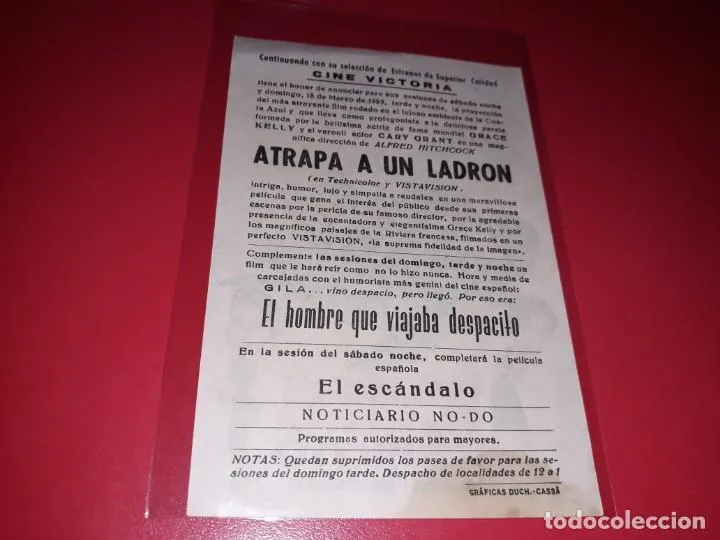 Continuando con su selección de Estrenos de Superior Calidad
CINE VICTORIA
tiene el honor de anunciar para sus sesiones de sábado noche
y domingo, 15 de Marzo de 1959, tarde y noche, la proyección
del más atrayente film rodado en el lujoso ambiente de la Cos-
ta Azul y que lleva como protagonista a la deliciosa pareja
formada por la bellísima actriz de fama mundial GRACE
KELLY y el varonil actor CARY GRANT en una mag-
nífica dirección de ALFRED HITCHCOCK
ATRAPA A UN LADRON
(en Technicolor y VISTAVISION)
Intriga, humor, lujo y simpatía a raudales en una maravillosa
película que gana el interés del público desde sus primeras
escenas por la pericia de su famoso director, por la agradable
presencia de la encantadora y elegantísima Grace Kelly y por
los magníficos paisajes de la Riviera francesa, filmados en un
perfecto VISTAVISION, «la suprema fidelidad de la imagen».
Complementa las sesiones del domingo, tarde y noche un
film que le hará reir como no lo hizo nunca. Hora y media de
carcajadas con el humorista más genial del cine español:
GILA... vino despacio, pero llegó. Por eso era:
El hombre que viajaba despacito
En la sesión del sábado noche, completará la película
española
El escándalo
NOTICIARIO NO-DO
Programas autorizados para mayores.
NOTAS: Quedan suprimidos los pases de favor para las se-
siones del domingo tarde. Despacho de localidades de 12 a 1
GRÁFICAS DUCH.-CASSÁ
todocoleccion
todocoleccion.net